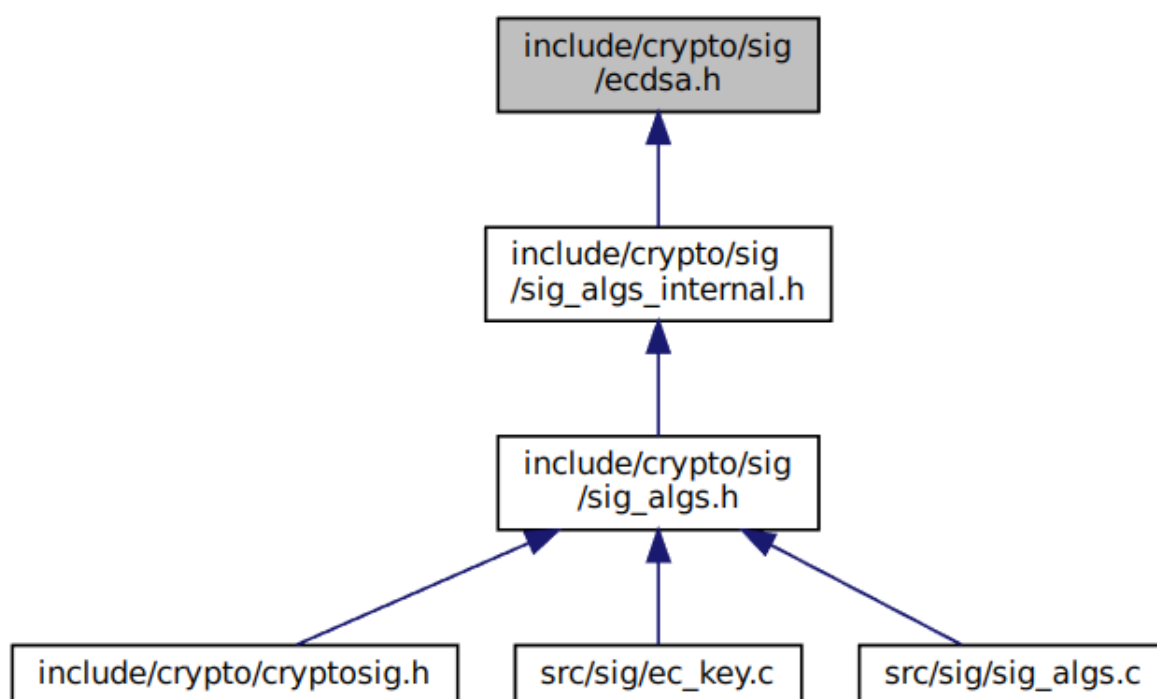 include/crypto/sig
/ecdsa.h
include/crypto/sig
/sig_algs_internal.h
include/crypto/sig
/sig_algs.h
include/crypto/cryptosig.h
src/sig/ec_key.c
src/sig/sig_algs.c